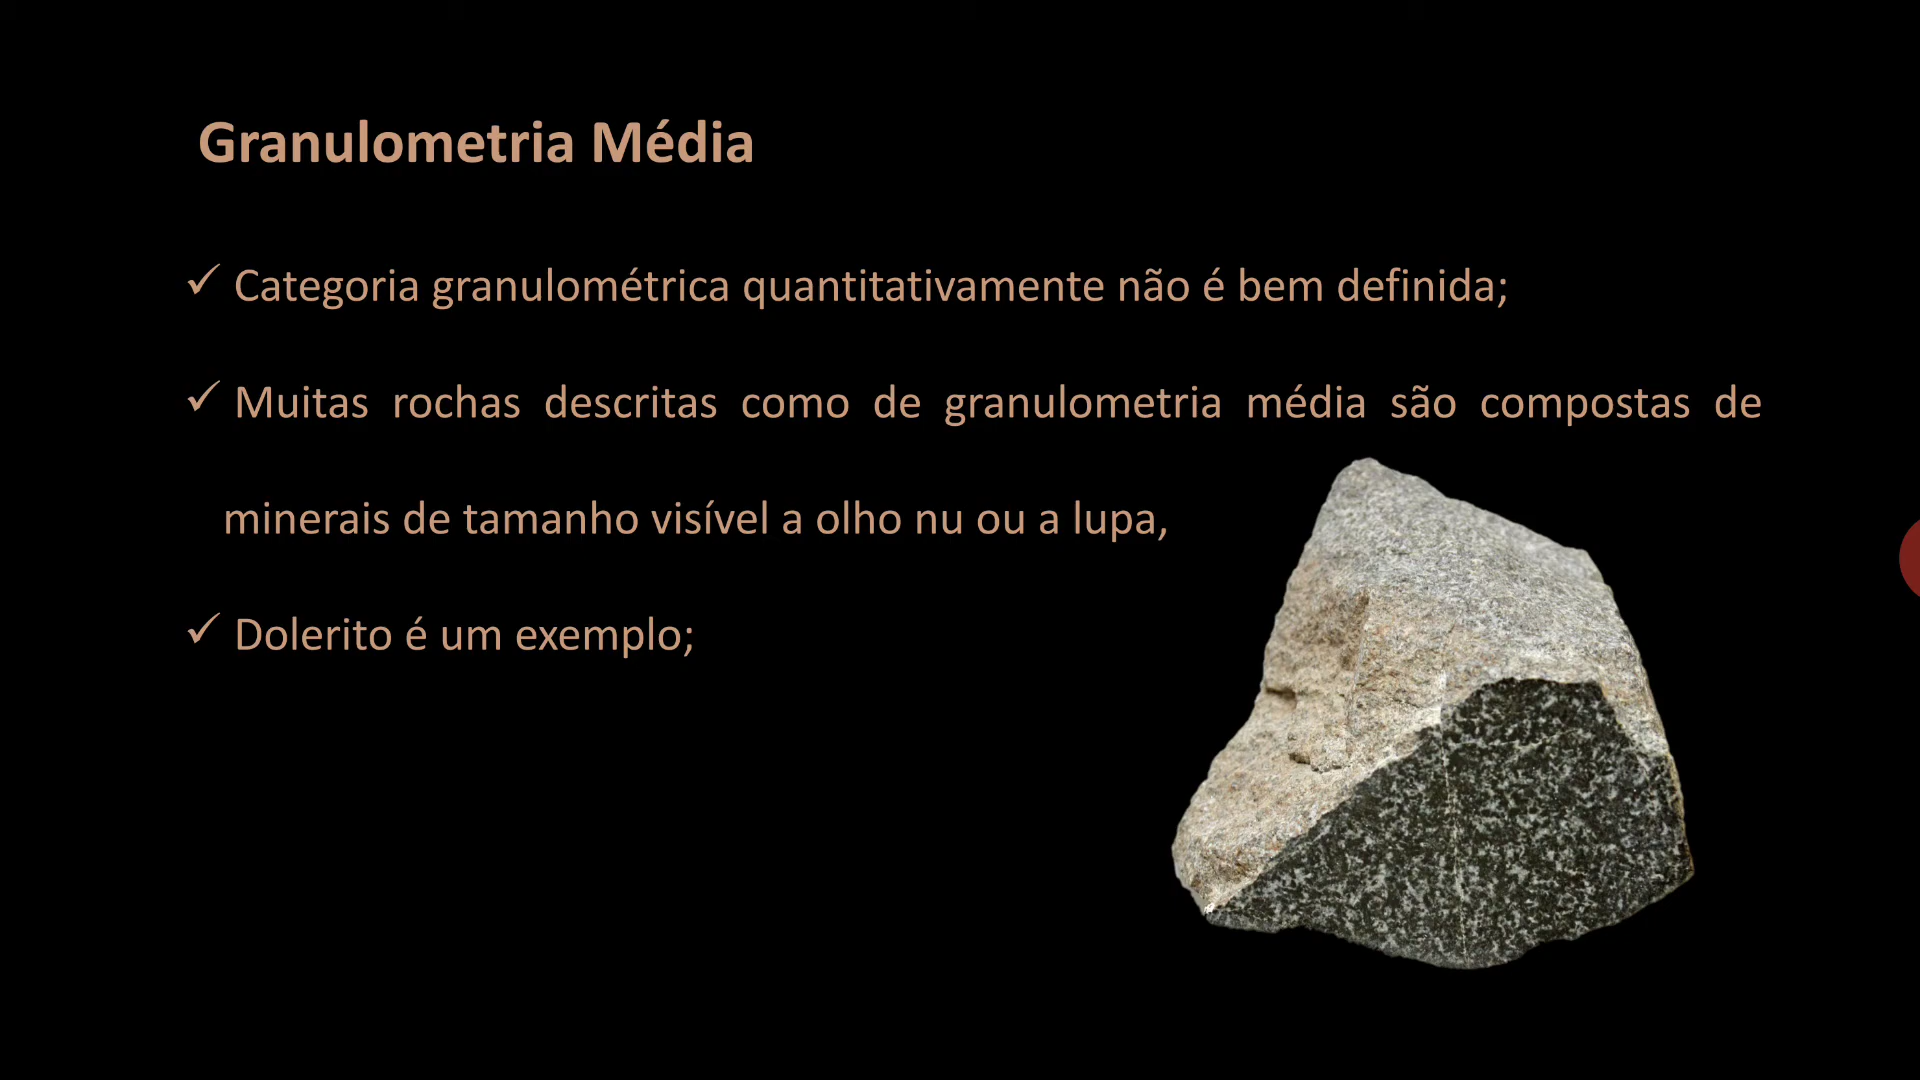 Granulometria Média
✓ Categoria granulométrica quantitativamente não é bem definida;
✓ Muitas rochas descritas como de granulometria média são compostas de
minerais de tamanho visível a olho nu ou a lupa,
✓ Dolerito é um exemplo;